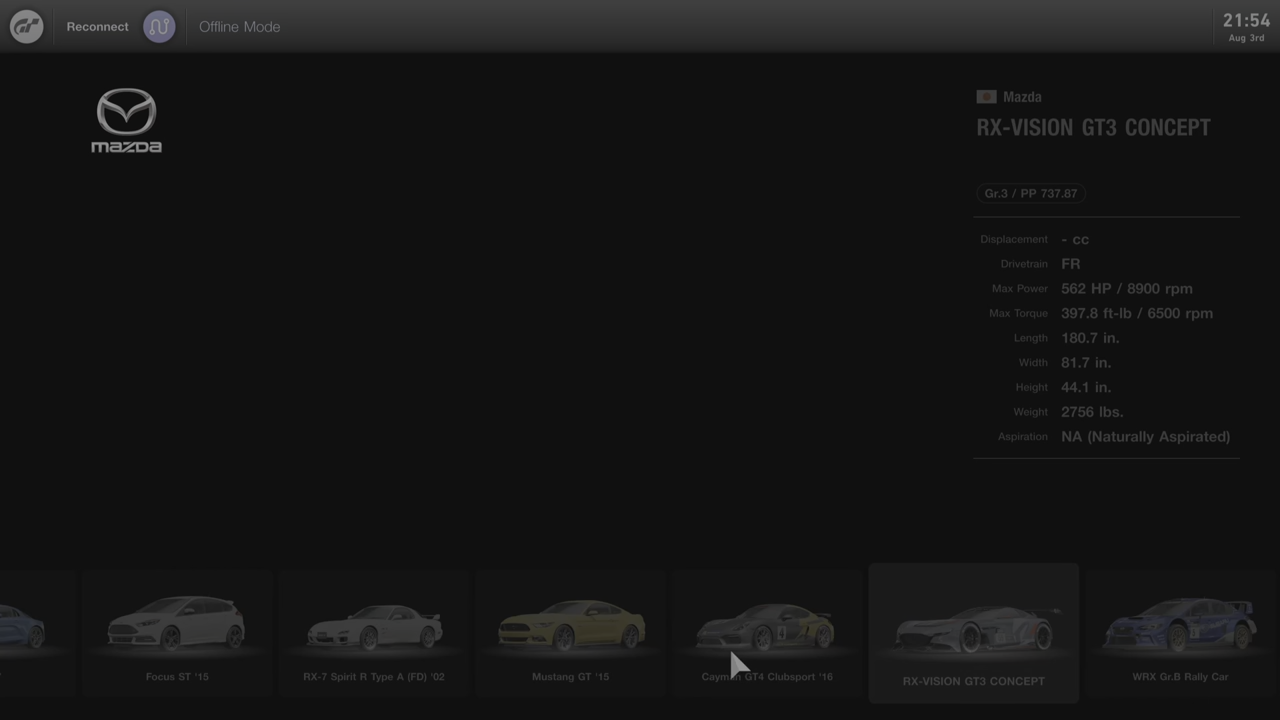 Reconnect
Offline Mode
21:54
Aug 3rd
mazda
Mazda
RX-VISION GT3 CONCEPT
Gr.3 / PP 737.87
Displacement - cc
Drivetrain FR
Max Power 562 HP / 8900 rpm
Max Torque 397.8 ft-lb / 6500 rpm
Length 180.7 in.
Width 81.7 in.
Height 44.1 in.
Weight 2756 lbs.
Aspiration NA (Naturally Aspirated)
Focus ST '15
RX-7 Spirit R Type A (FD) '02
Mustang GT '15
Cayman GT4 Clubsport '16
RX-VISION GT3 CONCEPT
WRX Gr.B Rally Car